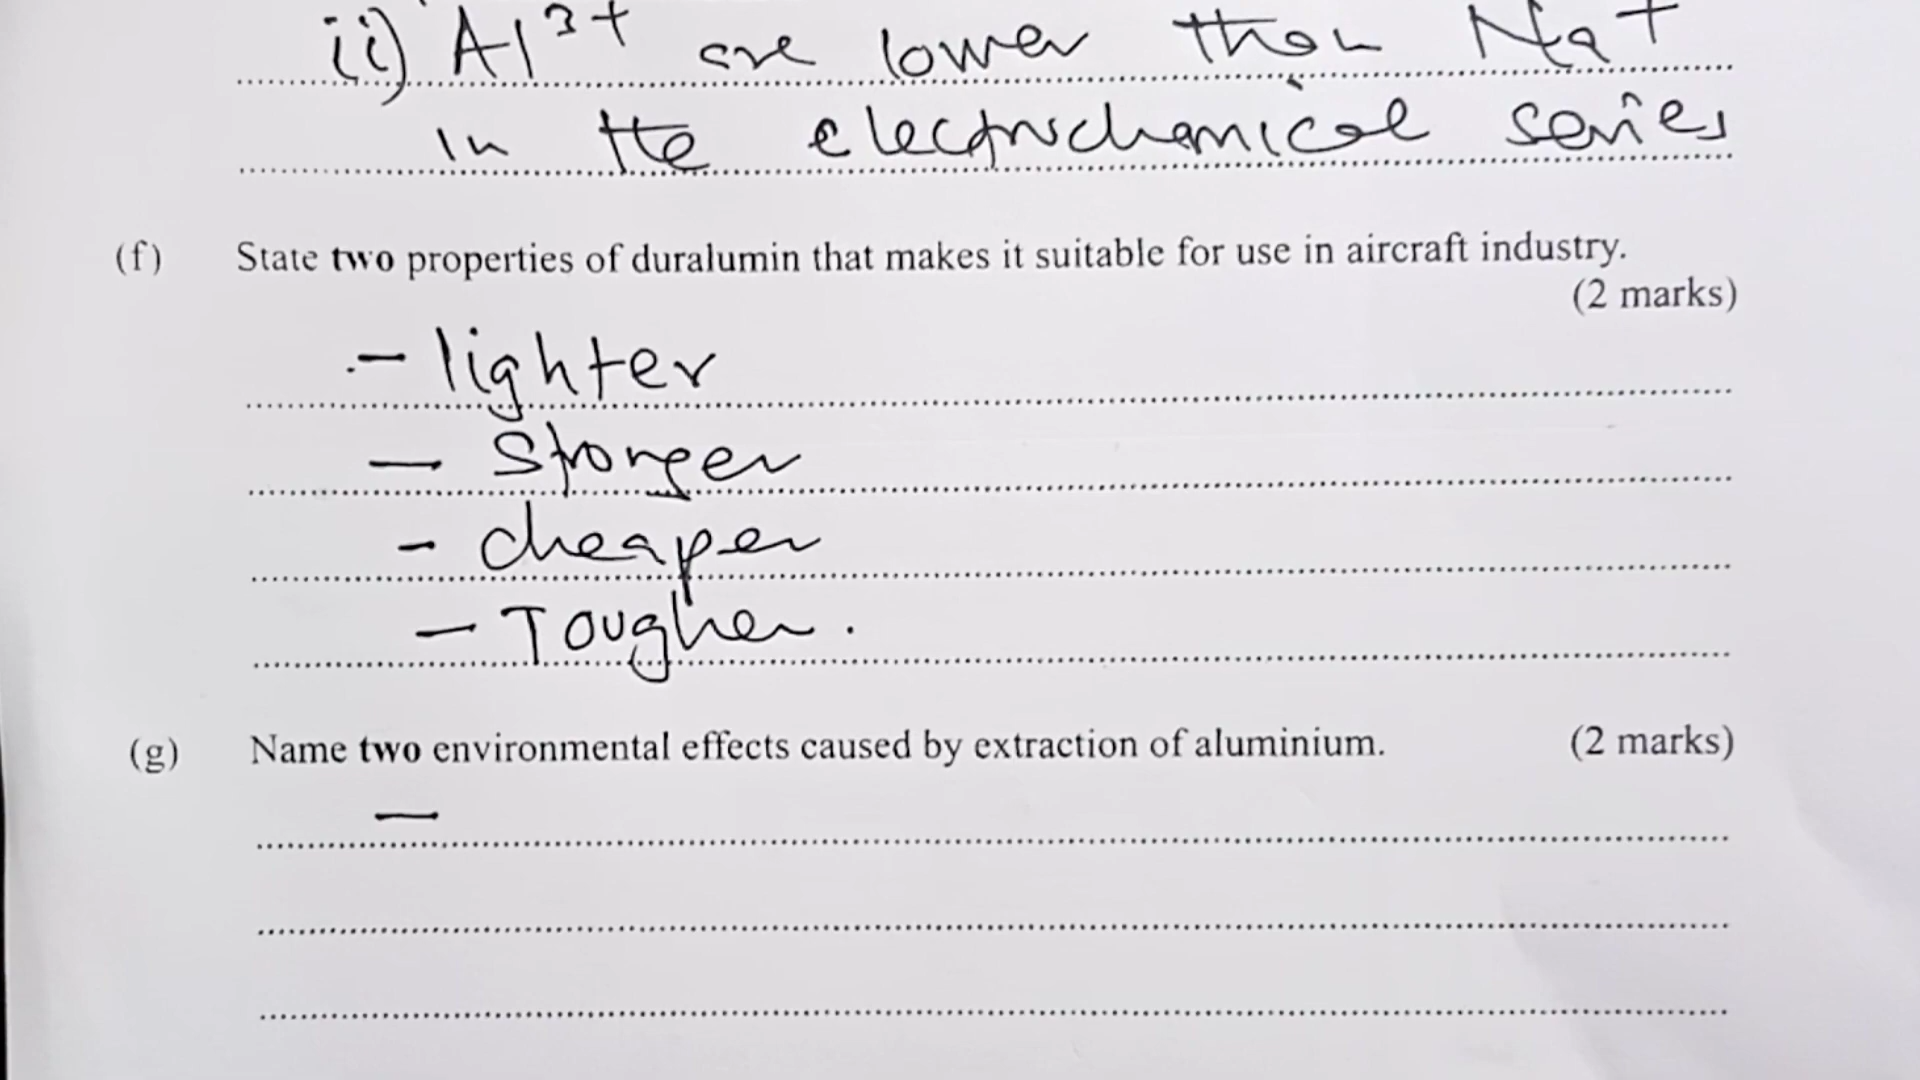 ii) Al³⁺ are lower than Na⁺
in the electrochemical series
(f) State two properties of duralumin that makes it suitable for use in aircraft industry.
(2 marks)
- lighter
- Stronger
- cheaper
- Tougher.
(g) Name two environmental effects caused by extraction of aluminium. (2 marks)
-